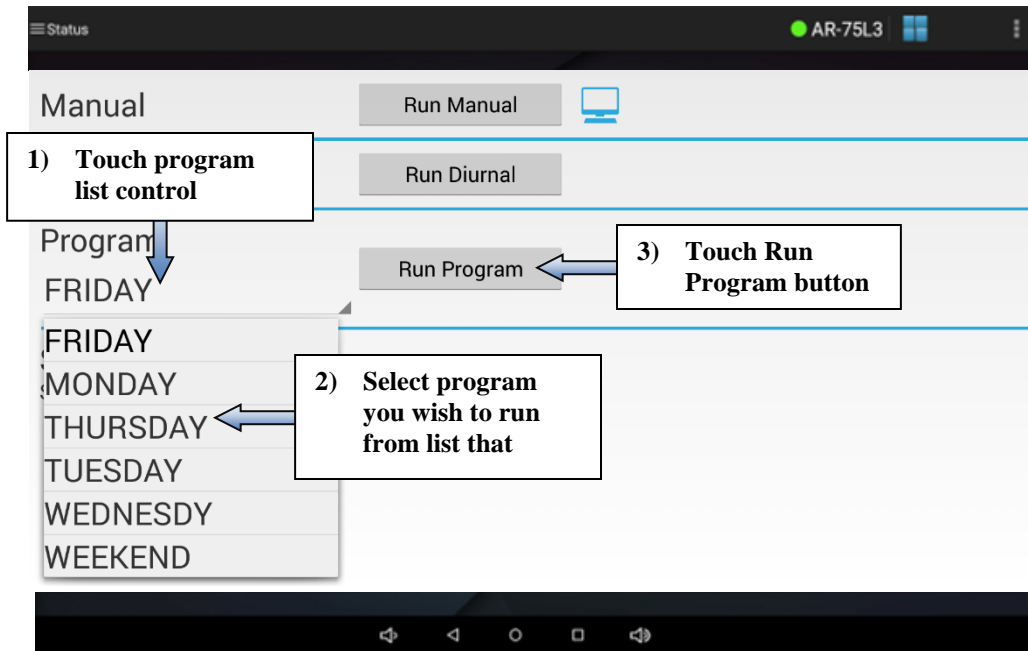 Status
AR-75L3
Manual
Run Manual
1) Touch program
list control
Run Diurnal
Program
Run Program
3) Touch Run
Program button
FRIDAY
FRIDAY
MONDAY
THURSDAY
TUESDAY
WEDNESDY
WEEKEND
2) Select program
you wish to run
from list that